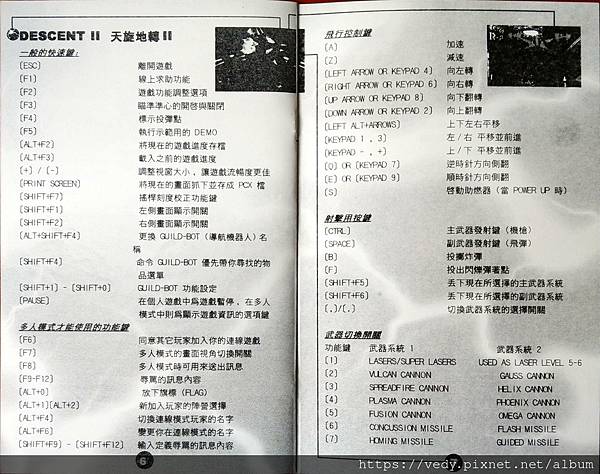 DESCENT II 天旋地轉 II
一般的快速鍵:
[ESC] 離開遊戲
[F1] 線上求助功能
[F2] 遊戲功能調整選項
[F3] 瞄準準心的開啓與關閉
[F4] 標示投彈點
[F5] 執行示範用的 DEMO
[ALT+F2] 將現在的遊戲進度存檔
[ALT+F3] 載入之前的遊戲進度
[+] / [-] 調整視窗大小, 讓遊戲流暢度更佳
[PRINT SCREEN] 將現在的畫面抓下並存成 PCX 檔
[SHIFT+F7] 搖桿刻度校正功能鍵
[SHIFT+F1] 左側畫面顯示開關
[SHIFT+F2] 右側畫面顯示開關
[ALT+SHIFT+F4] 更換 GUILD-BOT (導航機器人) 名
稱
[SHIFT+F4] 命令 GUILD-BOT 優先帶你尋找的物
品選單
[SHIFT+1] - [SHIFT+0] GUILD-BOT 功能設定
[PAUSE] 在個人遊戲中爲遊戲暫停, 在多人
模式中則爲顯示遊戲資訊的選項鍵
多人模式才能使用的功能鍵
[F6] 同意其它玩家加入你的連線遊戲
[F7] 多人模式的畫面視角切換開關
[F8] 多人模式時可用來送出訊息
[F9-F12] 辱罵的訊息內容
[ALT+0] 放下旗標 (FLAG)
[ALT+1][ALT+2] 新加入玩家的陣營選擇
[ALT+F4] 切換連線模式玩家的名字
[ALT+F6] 變更你在連線模式的名字
[SHIFT+F9] - [SHIFT+F12] 輸入定義辱罵的訊息內容
6
飛行控制鍵
[A] 加速
[Z] 減速
[LEFT ARROW OR KEYPAD 4] 向左轉
[RIGHT ARROW OR KEYPAD 6] 向右轉
[UP ARROW OR KEYPAD 8] 向下翻轉
[DOWN ARROW OR KEYPAD 2] 向上翻轉
[LEFT ALT+ARROWS] 上下左右平移
[KEYPAD 1 , 3] 左/右 平移並前進
[KEYPAD - , +] 上/下 平移並前進
[Q] OR [KEYPAD 7] 逆時針方向側翻
[E] OR [KEYPAD 9] 順時針方向側翻
[S] 啓動助燃器 (當 POWER UP 時)
射擊用按鍵
[CTRL] 主武器發射鍵 (機槍)
[SPACE] 副武器發射鍵 (飛彈)
[B] 投擲炸彈
[F] 投出閃爍彈著點
[SHIFT+F5] 丟下現在所選擇的主武器系統
[SHIFT+F6] 丟下現在所選擇的副武器系統
[,]/[.] 切換武器系統的選擇開關
武器切換開關
功能鍵 武器系統 1 武器系統 2
[1] LASERS/SUPER LASERS USED AS LASER LEVEL 5-6
[2] VULCAN CANNON GAUSS CANNON
[3] SPREADFIRE CANNON HELIX CANNON
[4] PLASMA CANNON PHOENIX CANNON
[5] FUSION CANNON OMEGA CANNON
[6] CONCUSSION MISSILE FLASH MISSILE
[7] HOMING MISSILE GUIDED MISSILE
7
https://vedy.pixnet.net/album